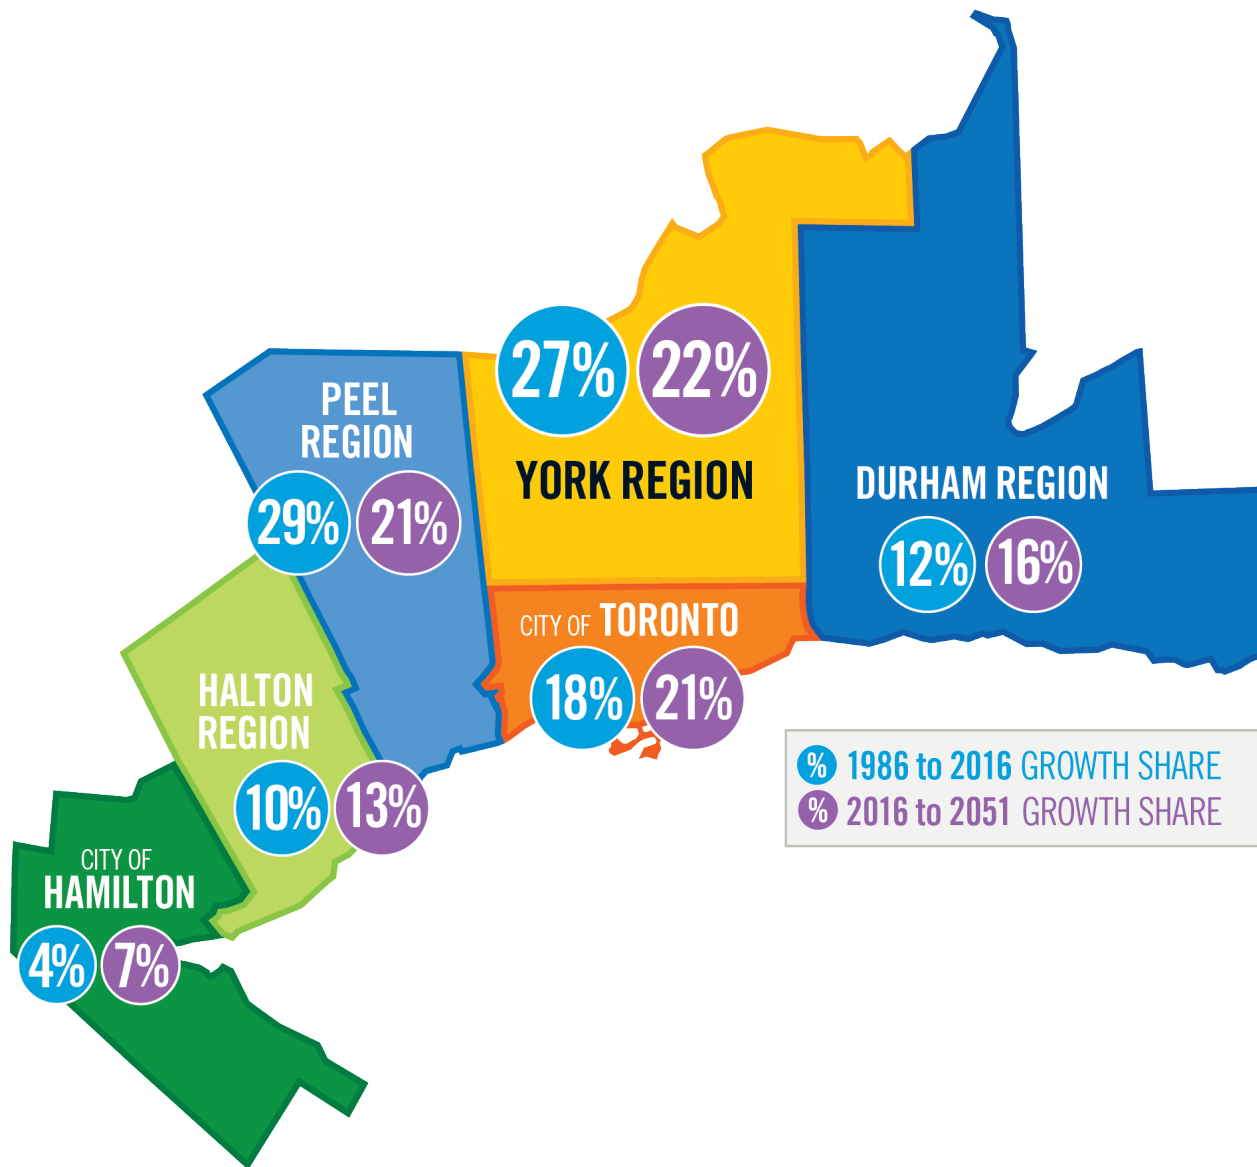 27% 22%
YORK REGION
PEEL
REGION
29% 21%
DURHAM REGION
12% 16%
CITY OF TORONTO
18% 21%
HALTON
REGION
10% 13%
% 1986 to 2016 GROWTH SHARE
% 2016 to 2051 GROWTH SHARE
CITY OF
HAMILTON
4% 7%